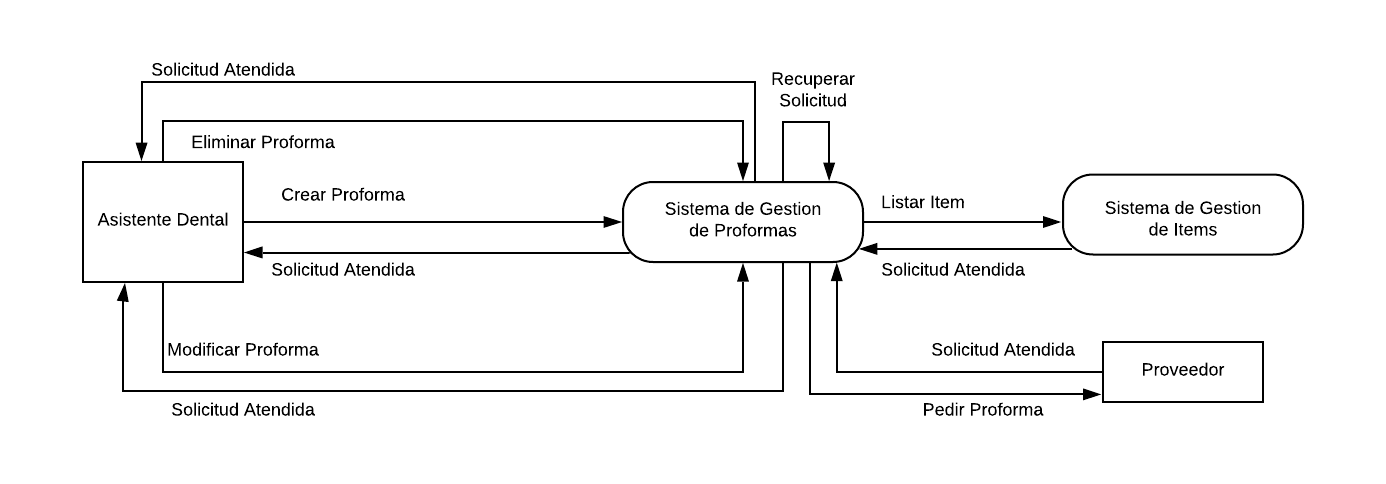 Solicitud Atendida
Recuperar
Solicitud
Eliminar Proforma
Crear Proforma
Listar Item
Asistente Dental
Sistema de Gestion
de Proformas
Sistema de Gestion
de Items
Solicitud Atendida
Solicitud Atendida
Modificar Proforma
Solicitud Atendida
Proveedor
Solicitud Atendida
Pedir Proforma